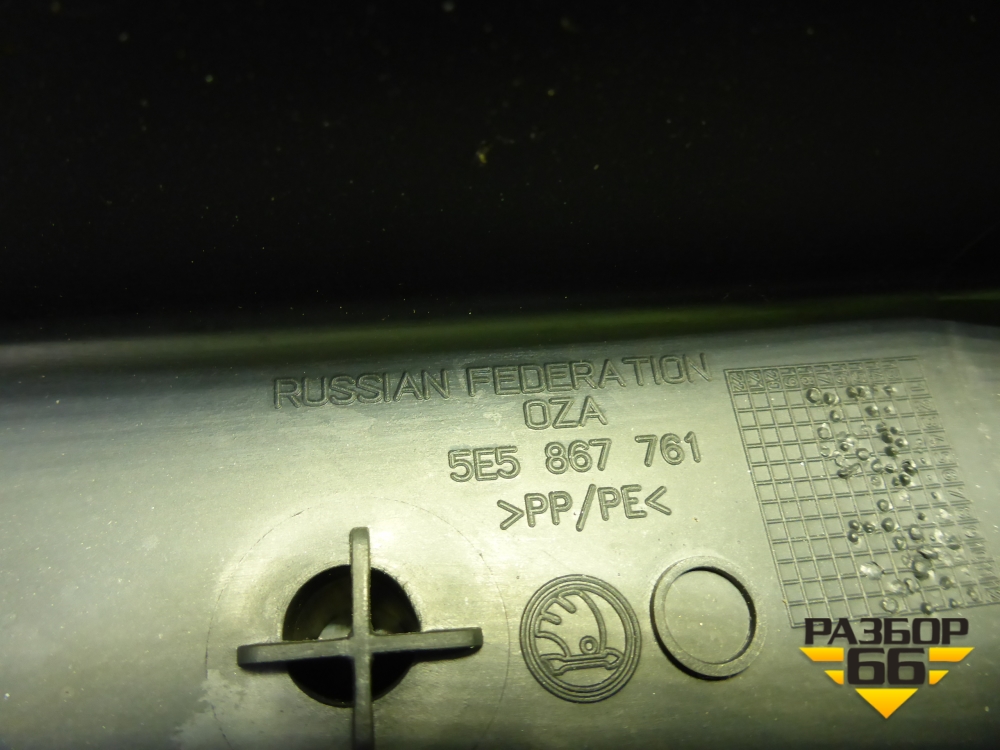 RUSSIAN FEDERATION
OZA
5E5 867 761
>PP/PE<
РАЗБОР
66